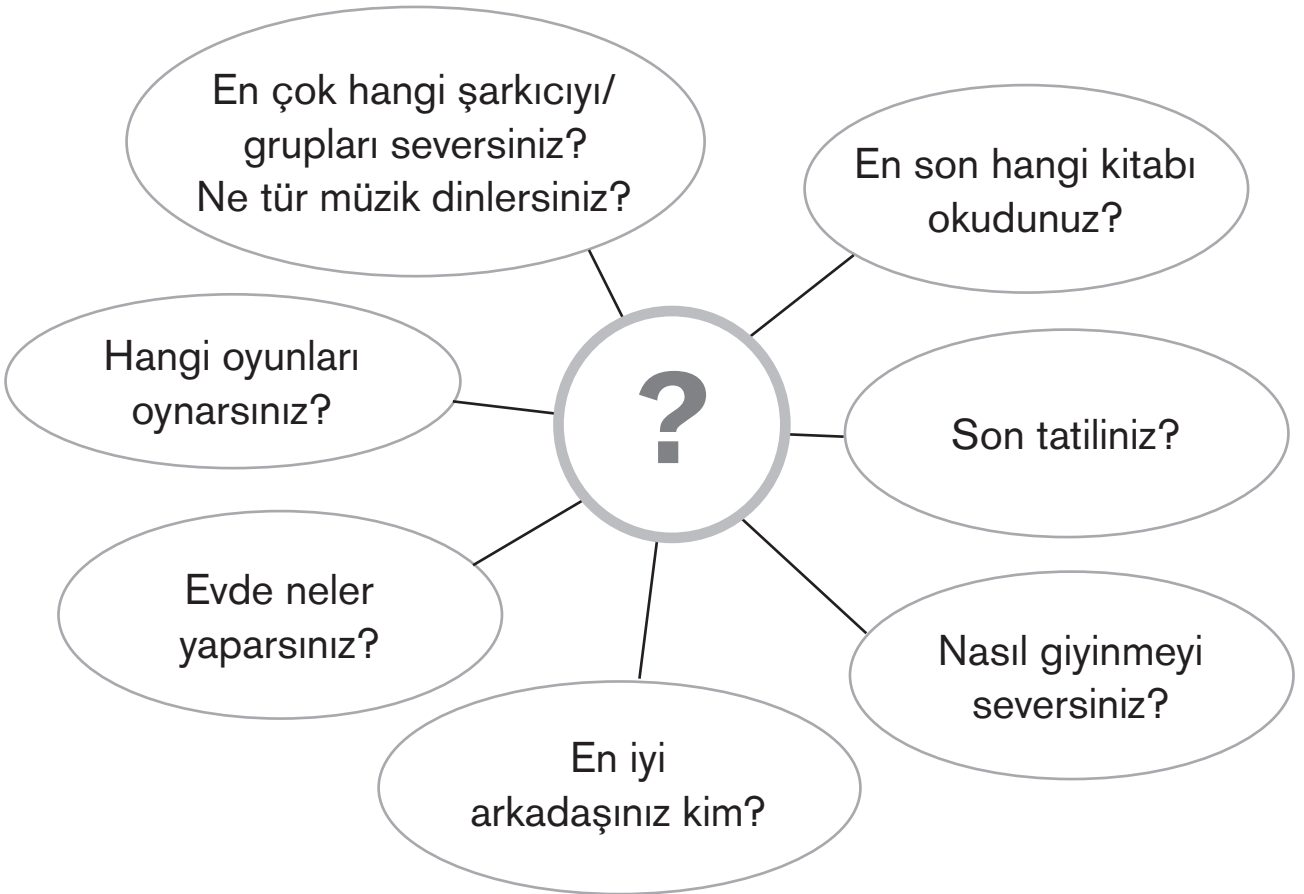 En çok hangi şarkıcıyı/
grupları seversiniz?
Ne tür müzik dinlersiniz?
En son hangi kitabı
okudunuz?
Hangi oyunları
oynarsınız?
?
Son tatiliniz?
Evde neler
yaparsınız?
Nasıl giyinmeyi
seversiniz?
En iyi
arkadaşınız kim?